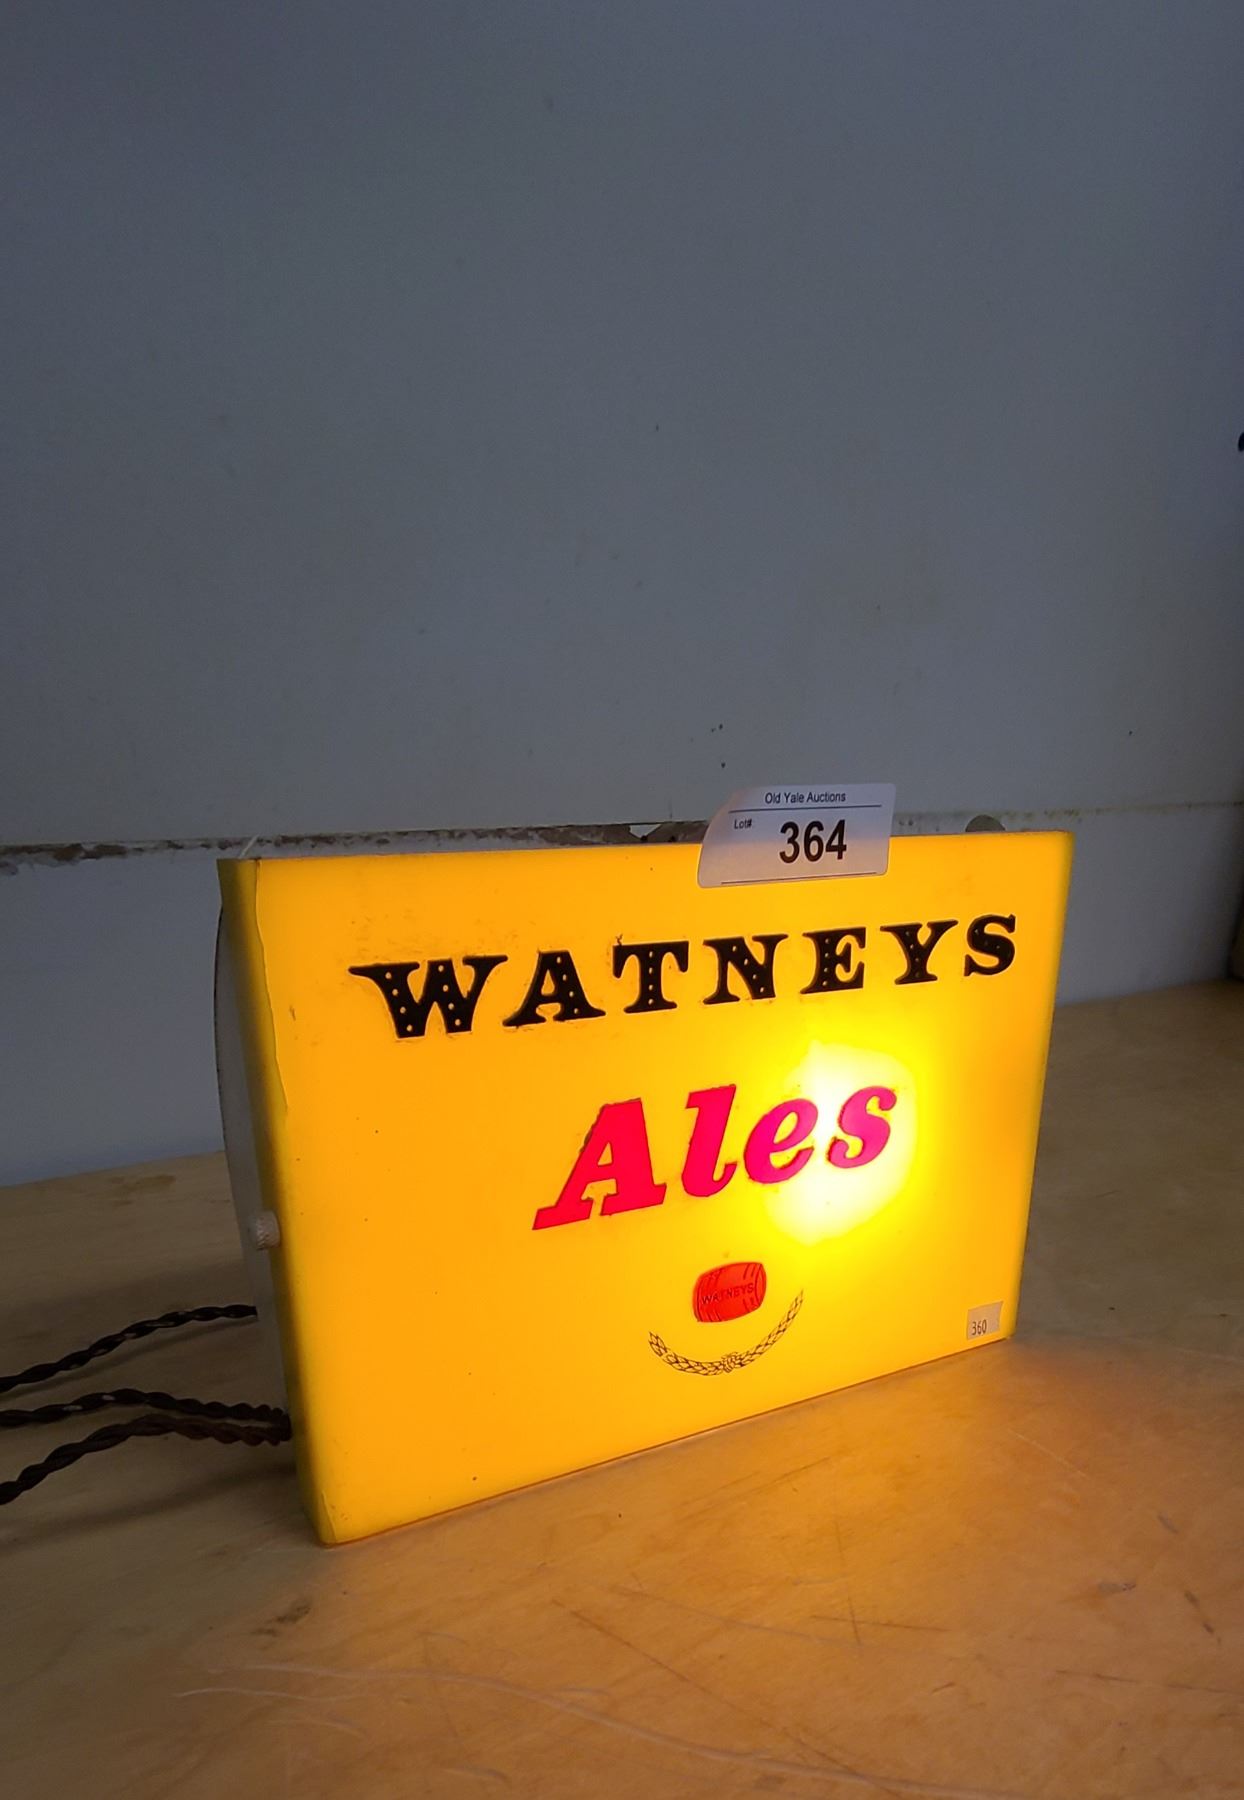 Old Yale Auctions
Lot#: 364
WATNEYS
Ales
WATNEYS
360